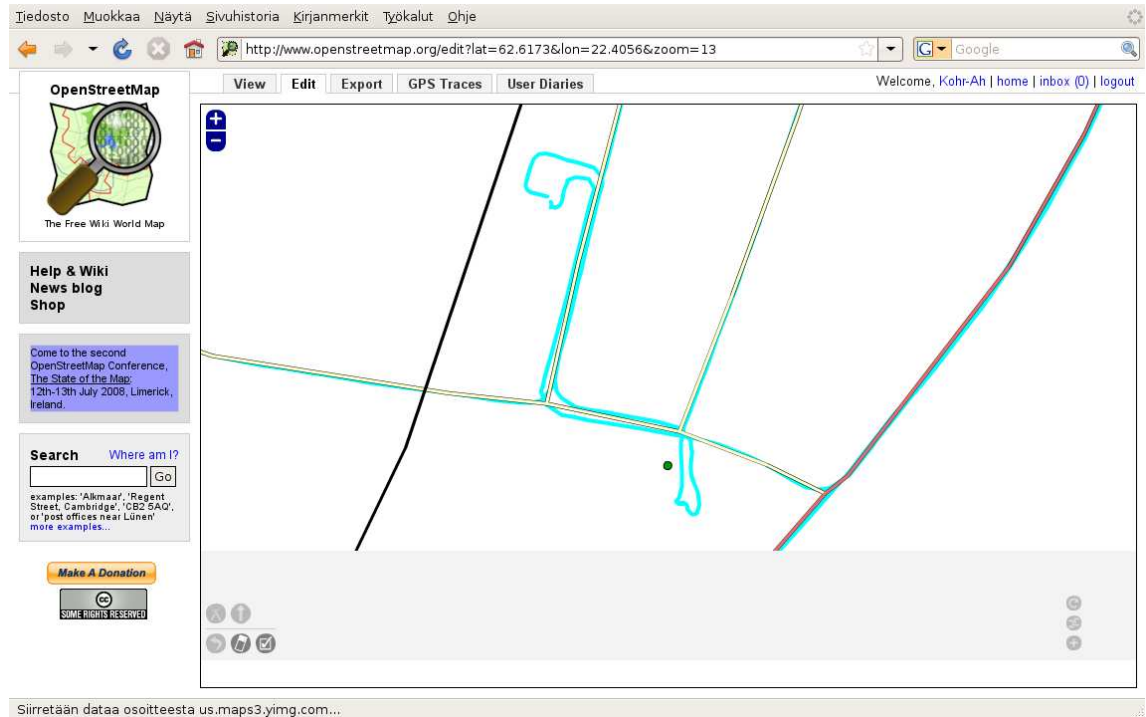 Tiedosto Muokkaa Näytä Sivuhistoria Kirjanmerkit Työkalut Ohje
http://www.openstreetmap.org/edit?lat=62.6173&lon=22.4056&zoom=13
G Google
OpenStreetMap
The Free Wiki World Map
View Edit Export GPS Traces User Diaries
Welcome, Kohr-Ah | home | inbox (0) | logout
+
−
Help & Wiki
News blog
Shop
Come to the second
OpenStreetMap Conference,
The State of the Map:
12th-13th July 2008, Limerick,
Ireland.
Search Where am I?
Go
examples: 'Alkmaar', 'Regent
Street, Cambridge', 'CB2 5AQ',
or 'post offices near Lünen'
more examples...
Make A Donation
cc
SOME RIGHTS RESERVED
Siirretään dataa osoitteesta us.maps3.yimg.com...